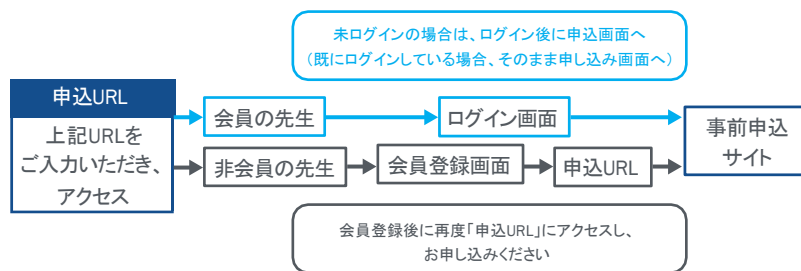 未ログインの場合は、ログイン後に申込画面へ
（既にログインしている場合、そのまま申し込み画面へ）
申込URL
上記URLを
ご入力いただき、
アクセス
会員の先生
ログイン画面
非会員の先生
会員登録画面
申込URL
事前申込
サイト
会員登録後に再度「申込URL」にアクセスし、
お申し込みください